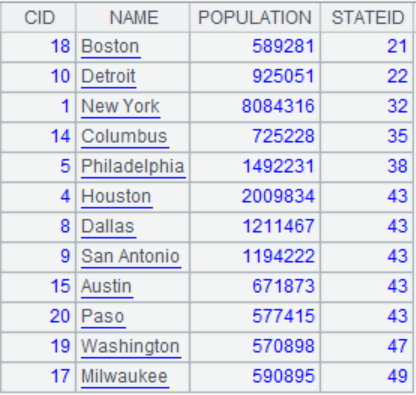 CID NAME POPULATION STATEID
18 Boston 589281 21
10 Detroit 925051 22
1 New York 8084316 32
14 Columbus 725228 35
5 Philadelphia 1492231 38
4 Houston 2009834 43
8 Dallas 1211467 43
9 San Antonio 1194222 43
15 Austin 671873 43
20 Paso 577415 43
19 Washington 570898 47
17 Milwaukee 590895 49